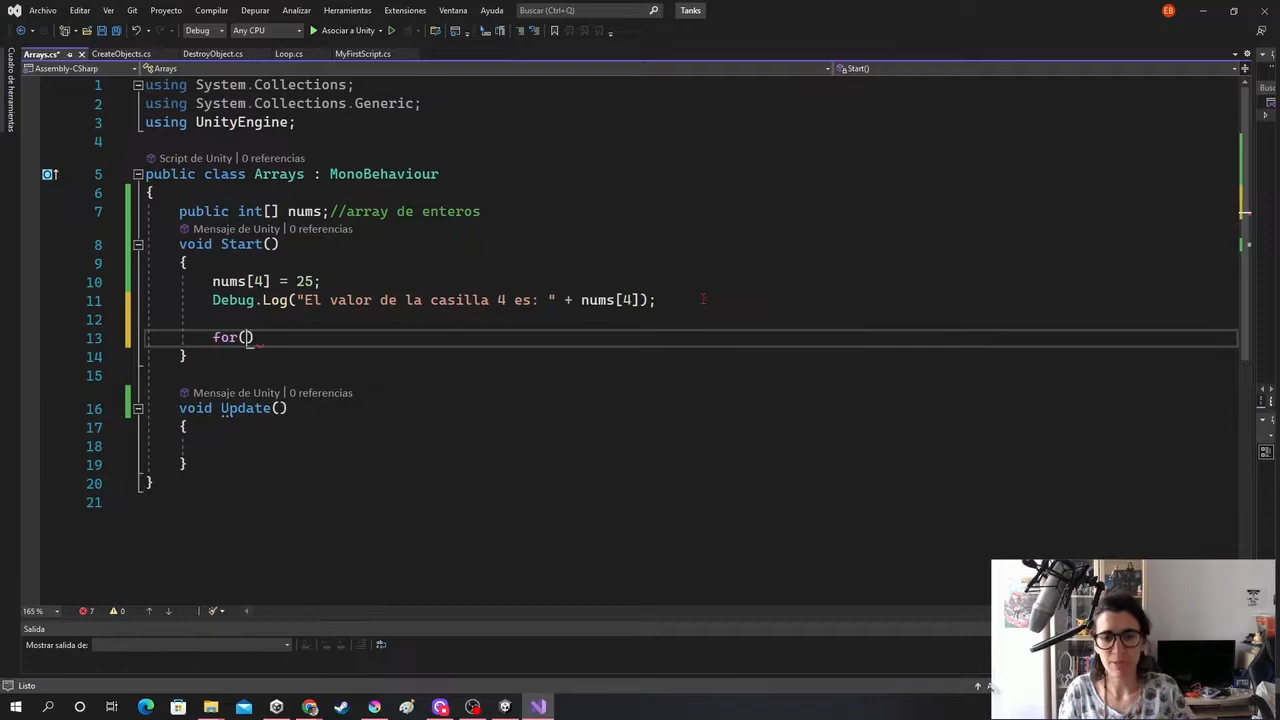 Archivo Editar Ver Git Proyecto Compilar Depurar Analizar Herramientas Extensiones Ventana Ayuda Buscar (Ctrl+Q) Tanks EB
Debug Any CPU Asociar a Unity
Arrays.cs* CreateObjects.cs DestroyObject.cs Loop.cs MyFirstScript.cs
Assembly-CSharp Arrays Start()
Cuadro de herramientas
1 using System.Collections;
2 using System.Collections.Generic;
3 using UnityEngine;
4
Script de Unity | 0 referencias
5 public class Arrays : MonoBehaviour
6 {
7 public int[] nums;//array de enteros
Mensaje de Unity | 0 referencias
8 void Start()
9 {
10 nums[4] = 25;
11 Debug.Log("El valor de la casilla 4 es: " + nums[4]);
12
13 for()
14 }
15
Mensaje de Unity | 0 referencias
16 void Update()
17 {
18
19 }
20 }
21
Busc
165 % 7 0
Salida
Mostrar salida de:
Listo